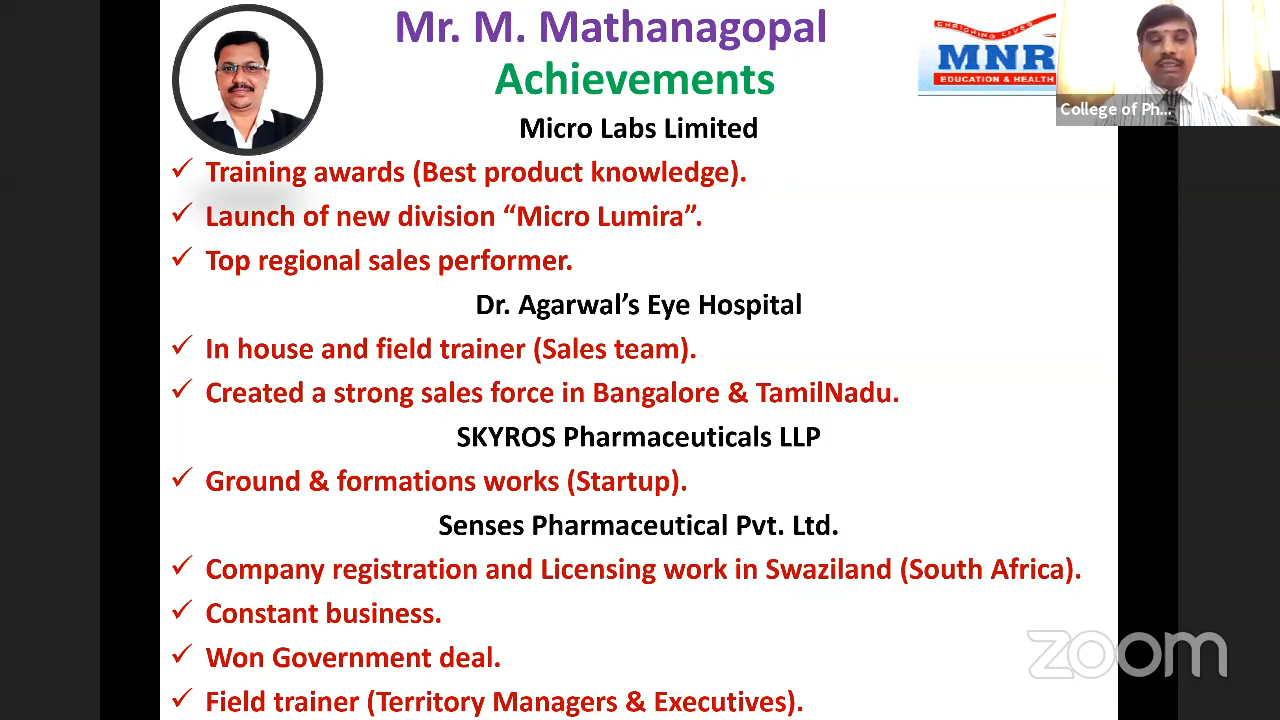 Mr. M. Mathanagopal
Achievements
ENRICHING LIVES
MNR
EDUCATION & HEALTH
College of Ph...
Micro Labs Limited
✓ Training awards (Best product knowledge).
✓ Launch of new division “Micro Lumira”.
✓ Top regional sales performer.
Dr. Agarwal’s Eye Hospital
✓ In house and field trainer (Sales team).
✓ Created a strong sales force in Bangalore & TamilNadu.
SKYROS Pharmaceuticals LLP
✓ Ground & formations works (Startup).
Senses Pharmaceutical Pvt. Ltd.
✓ Company registration and Licensing work in Swaziland (South Africa).
✓ Constant business.
✓ Won Government deal.
✓ Field trainer (Territory Managers & Executives).
zoom